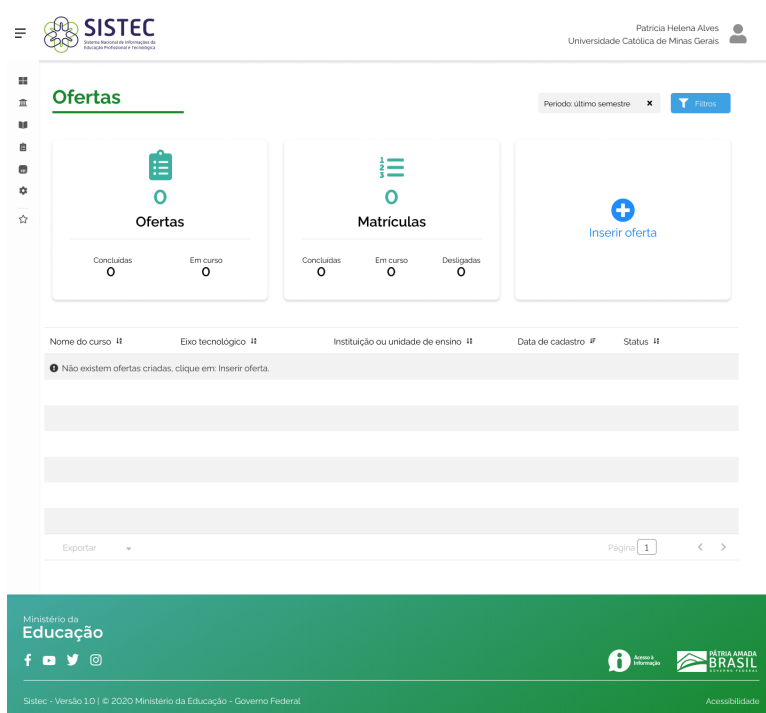 SISTEC
Sistema Nacional de Informações da
Educação Profissional e Tecnológica
Patrícia Helena Alves
Universidade Católica de Minas Gerais
Ofertas
Período: último semestre
Filtros
0
Ofertas
Concluídas Em curso
0 0
1
2
3
0
Matrículas
Concluídas Em curso Desligadas
0 0 0
Inserir oferta
Nome do curso Eixo tecnológico Instituição ou unidade de ensino Data de cadastro Status
Não existem ofertas criadas, clique em: Inserir oferta.
Exportar Página 1
Ministério da
Educação
Acesso à
Informação
PÁTRIA AMADA
BRASIL
GOVERNO FEDERAL
Sistec - Versão 1.0 | © 2020 Ministério da Educação - Governo Federal
Acessibilidade